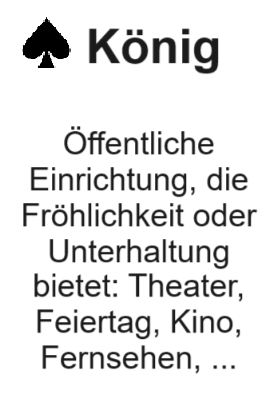 ♠ König
Öffentliche
Einrichtung, die
Fröhlichkeit oder
Unterhaltung
bietet: Theater,
Feiertag, Kino,
Fernsehen, ...